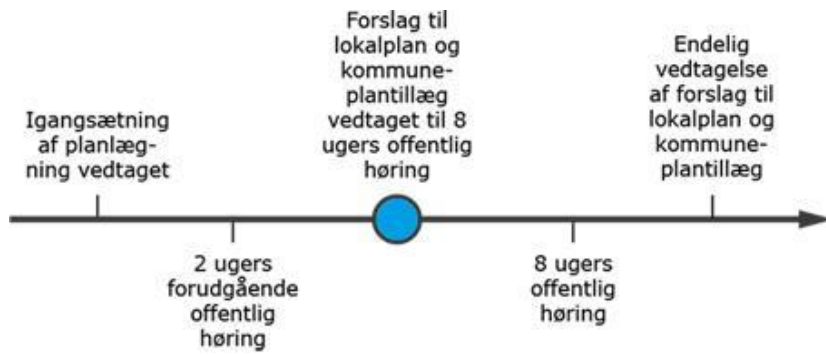 Igangsætning
af planlæg-
ning vedtaget
2 ugers
forudgående
offentlig
høring
Forslag til
lokalplan og
kommune-
plantillæg
vedtaget til 8
ugers offentlig
høring
8 ugers
offentlig
høring
Endelig
vedtagelse
af forslag til
lokalplan og
kommune-
plantillæg